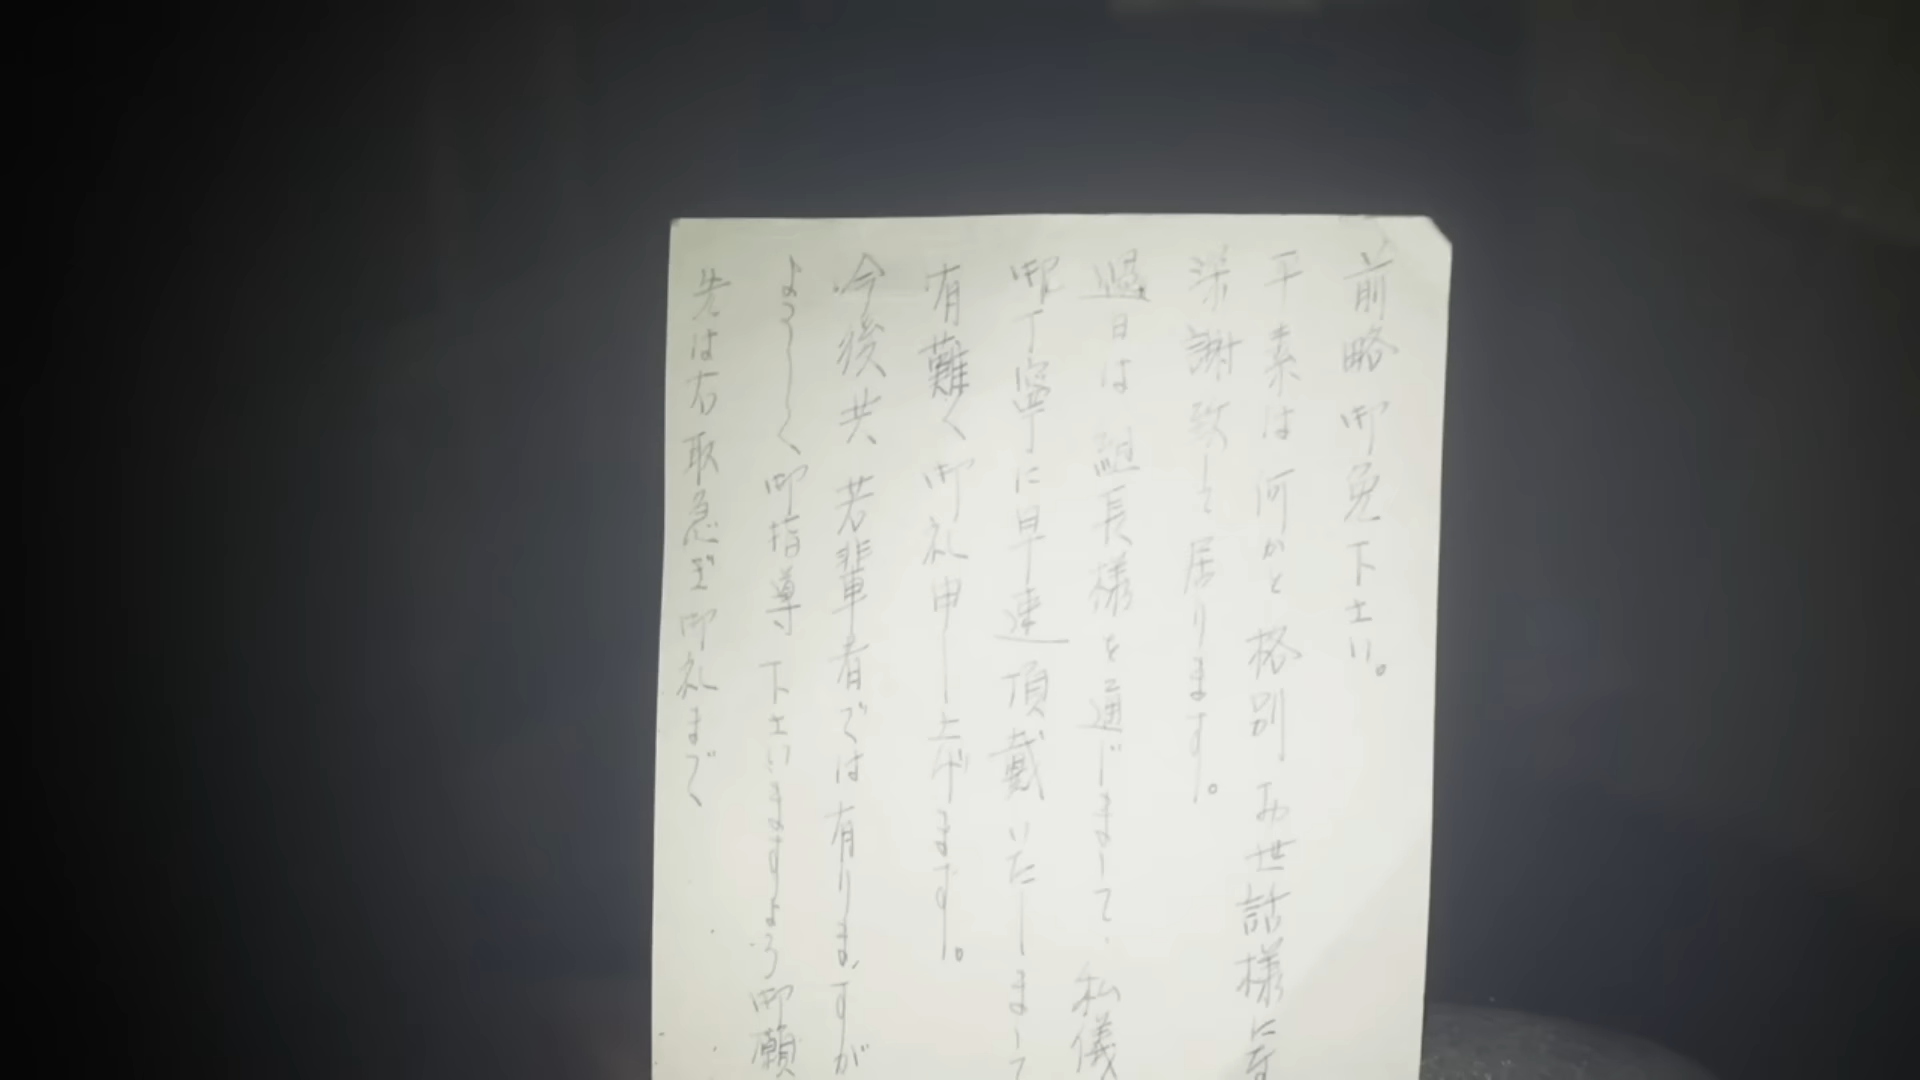 前略御免下さい。
平素は何かと格別お世話様に
深謝致して居ります。
過日は組長様を通じまして、私儀
御丁寧に早速頂戴いたしまして
有難く御礼申し上げます。
今後共若輩者では有りますが
よろしく御指導下さいますよう御願
先は右取急ぎ御礼まで